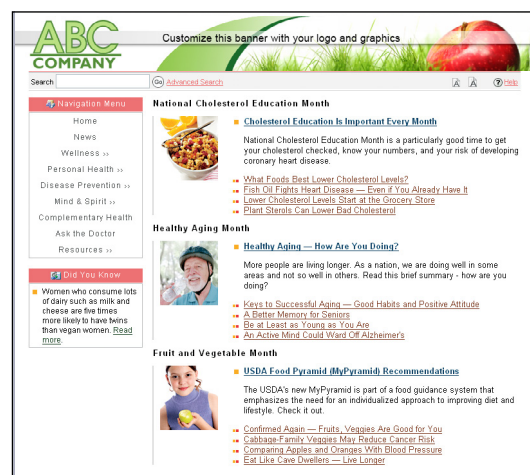 ABC
COMPANY
Customize this banner with your logo and graphics
Search
Go
Advanced Search
A
A
Help
Navigation Menu
Home
News
Wellness >>
Personal Health >>
Disease Prevention >>
Mind & Spirit >>
Complementary Health
Ask the Doctor
Resources >>
Did You Know
Women who consume lots
of dairy such as milk and
cheese are five times
more likely to have twins
than vegan women. Read
more.
National Cholesterol Education Month
Cholesterol Education Is Important Every Month
National Cholesterol Education Month is a particularly good time to get
your cholesterol checked, know your numbers, and your risk of developing
coronary heart disease.
What Foods Best Lower Cholesterol Levels?
Fish Oil Fights Heart Disease — Even if You Already Have It
Lower Cholesterol Levels Start at the Grocery Store
Plant Sterols Can Lower Bad Cholesterol
Healthy Aging Month
Healthy Aging — How Are You Doing?
More people are living longer. As a nation, we are doing well in some
areas and not so well in others. Read this brief summary - how are you
doing?
Keys to Successful Aging — Good Habits and Positive Attitude
A Better Memory for Seniors
Be at Least as Young as You Are
An Active Mind Could Ward Off Alzheimer's
Fruit and Vegetable Month
USDA Food Pyramid (MyPyramid) Recommendations
The USDA's new MyPyramid is part of a food guidance system that
emphasizes the need for an individualized approach to improving diet and
lifestyle. Check it out.
Confirmed Again — Fruits, Veggies Are Good for You
Cabbage-Family Veggies May Reduce Cancer Risk
Comparing Apples and Oranges With Blood Pressure
Eat Like Cave Dwellers — Live Longer